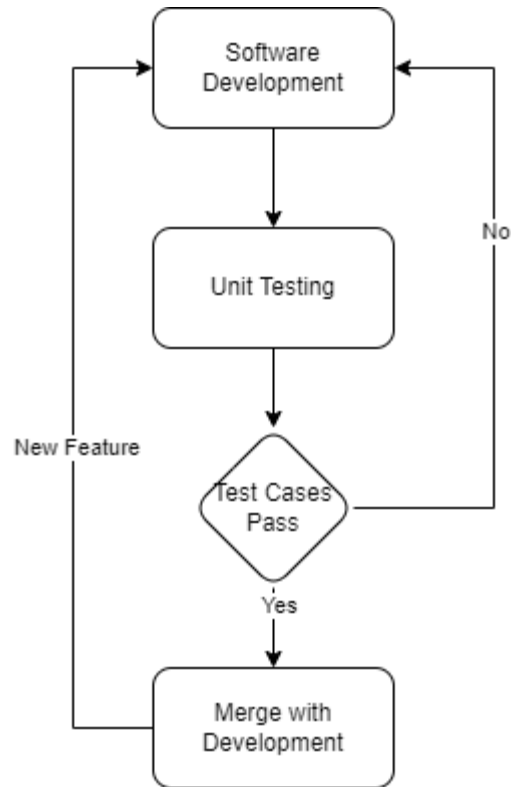 Software
Development
No
Unit Testing
New Feature
Test Cases
Pass
Yes
Merge with
Development